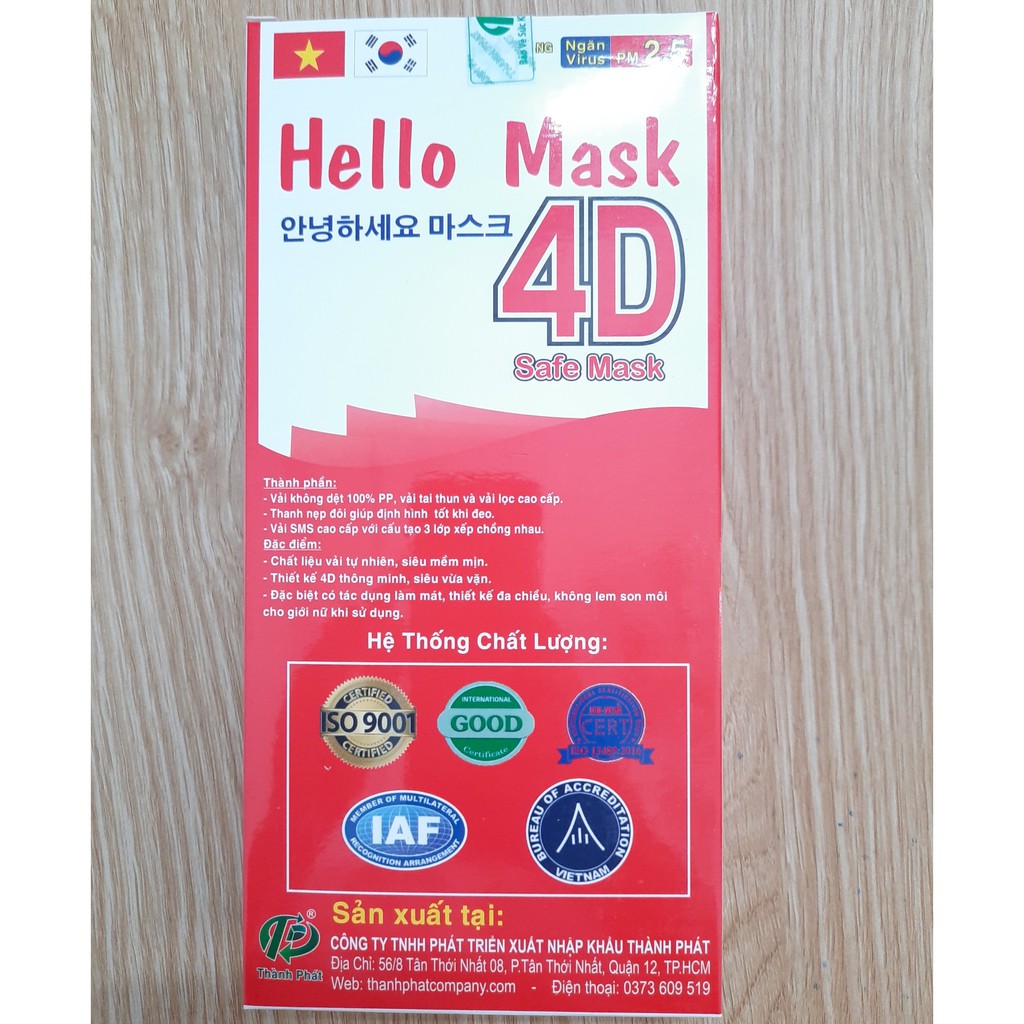 Bảo Vệ Sức K
NG
Ngăn
Virus
PM 2.5
Hello Mask
안녕하세요 마스크
4D
Safe Mask
Thành phần:
- Vải không dệt 100% PP, vải tai thun và vải lọc cao cấp.
- Thanh nẹp đôi giúp định hình tốt khi đeo.
- Vải SMS cao cấp với cấu tạo 3 lớp xếp chồng nhau.
Đặc điểm:
- Chất liệu vải tự nhiên, siêu mềm mịn.
- Thiết kế 4D thông minh, siêu vừa vặn.
- Đặc biệt có tác dụng làm mát, thiết kế đa chiều, không lem son môi
cho giới nữ khi sử dụng.
Hệ Thống Chất Lượng:
CERTIFIED
ISO 9001
CERTIFIED
INTERNATIONAL
GOOD
Certificate
CERT
ISO 13485:2016
MEMBER OF MULTILATERAL
IAF
RECOGNITION ARRANGEMENT
BUREAU OF ACCREDITATION
VIETNAM
®
Thành Phát
Sản xuất tại:
CÔNG TY TNHH PHÁT TRIỂN XUẤT NHẬP KHẨU THÀNH PHÁT
Địa Chỉ: 56/8 Tân Thới Nhất 08, P.Tân Thới Nhất, Quận 12, TP.HCM
Web: thanhphatcompany.com - Điện thoại: 0373 609 519